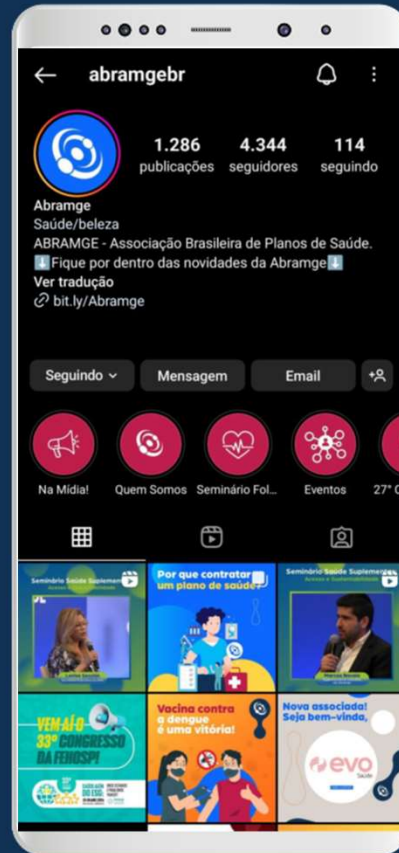 abramgebr
1.286 4.344 114
publicações seguidores seguindo
Abramge
Saúde/beleza
ABRAMGE - Associação Brasileira de Planos de Saúde.
⬇️Fique por dentro das novidades da Abramge⬇️
Ver tradução
bit.ly/Abramge
Seguindo Mensagem Email
Na Mídia! Quem Somos Seminário Fol... Eventos 27° C
Seminário Saúde Suplementar
Por que contratar
um plano de saúde?
Seminário Saúde Suplementar
VEM AÍ O
33º CONGRESSO
DA FEHOSP!
Vacina contra
a dengue
é uma vitória!
Nova associada!
Seja bem-vinda,
evo
Saúde